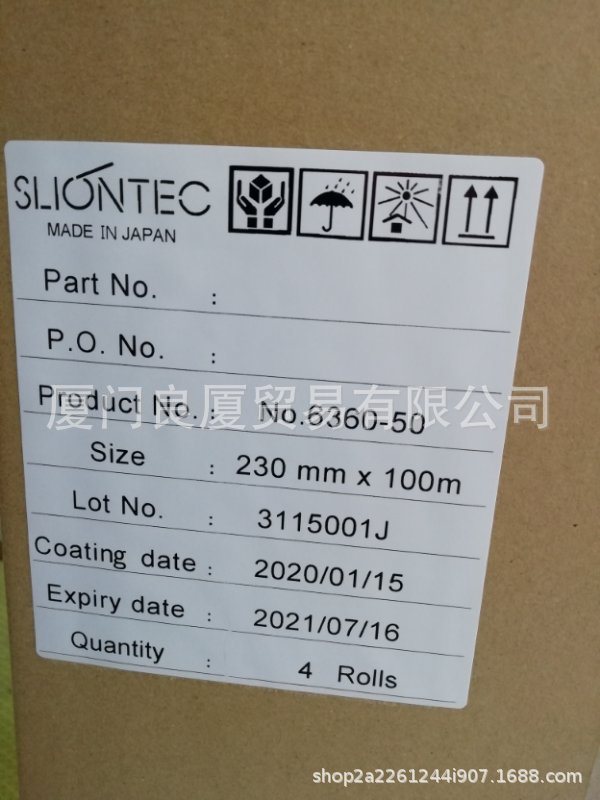 SLIONTEC
MADE IN JAPAN
Part No. :
P.O. No. :
Product No. : No.6360-50
厦门良厦贸易有限公司
Size : 230 mm x 100m
Lot No. : 3115001J
Coating date : 2020/01/15
Expiry date : 2021/07/16
Quantity : 4 Rolls
shop2a2261244i907.1688.com